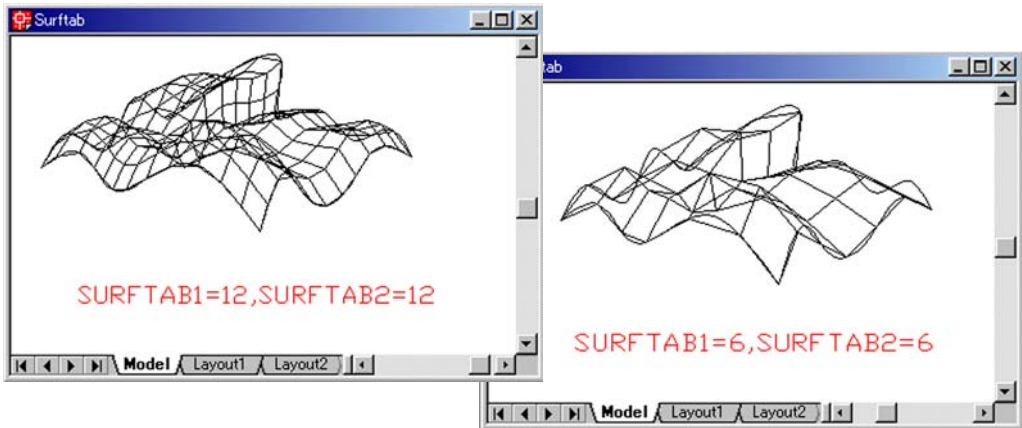 Surftab
SURFTAB1=12,SURFTAB2=12
Model Layout1 Layout2
tab
SURFTAB1=6,SURFTAB2=6
Model Layout1 Layout2